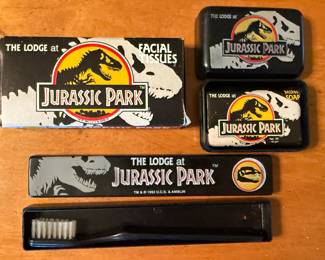 THE LODGE at
FACIAL
TISSUES
JURASSIC PARK
THE LODGE at
JURASSIC PARK
THE LODGE at
SOAP
JURASSIC PARK
THE LODGE at
JURASSIC PARK™
TM & © 1992 U.C.S. & AMBLIN